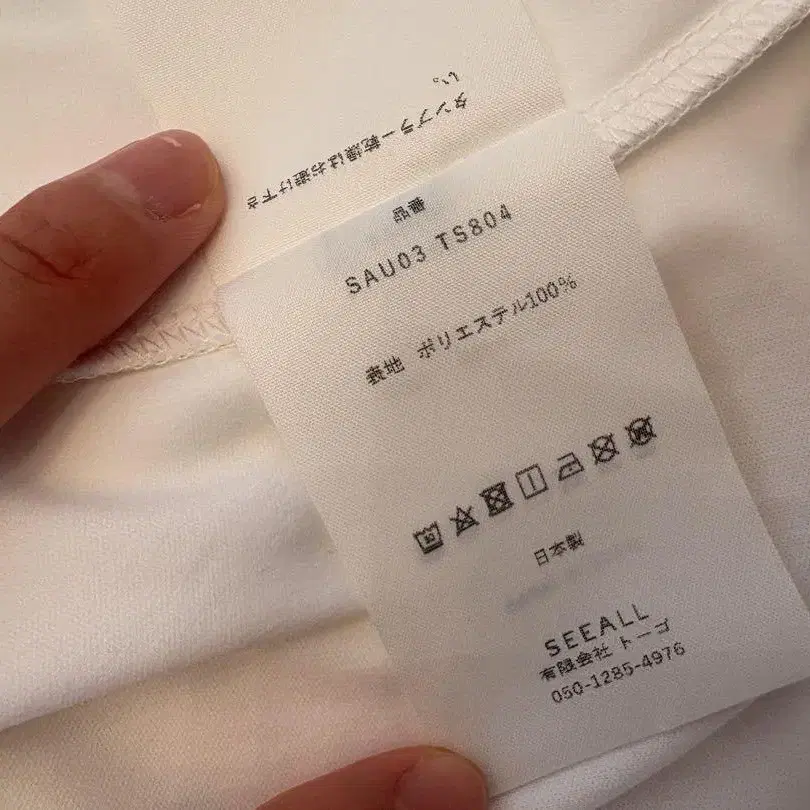 タンブラー乾燥はお避け下さ
い。
SAU03 TS804
表地 ポリエステル100%
日本製
SEEALL
有限会社 トーゴ
050-1285-4976